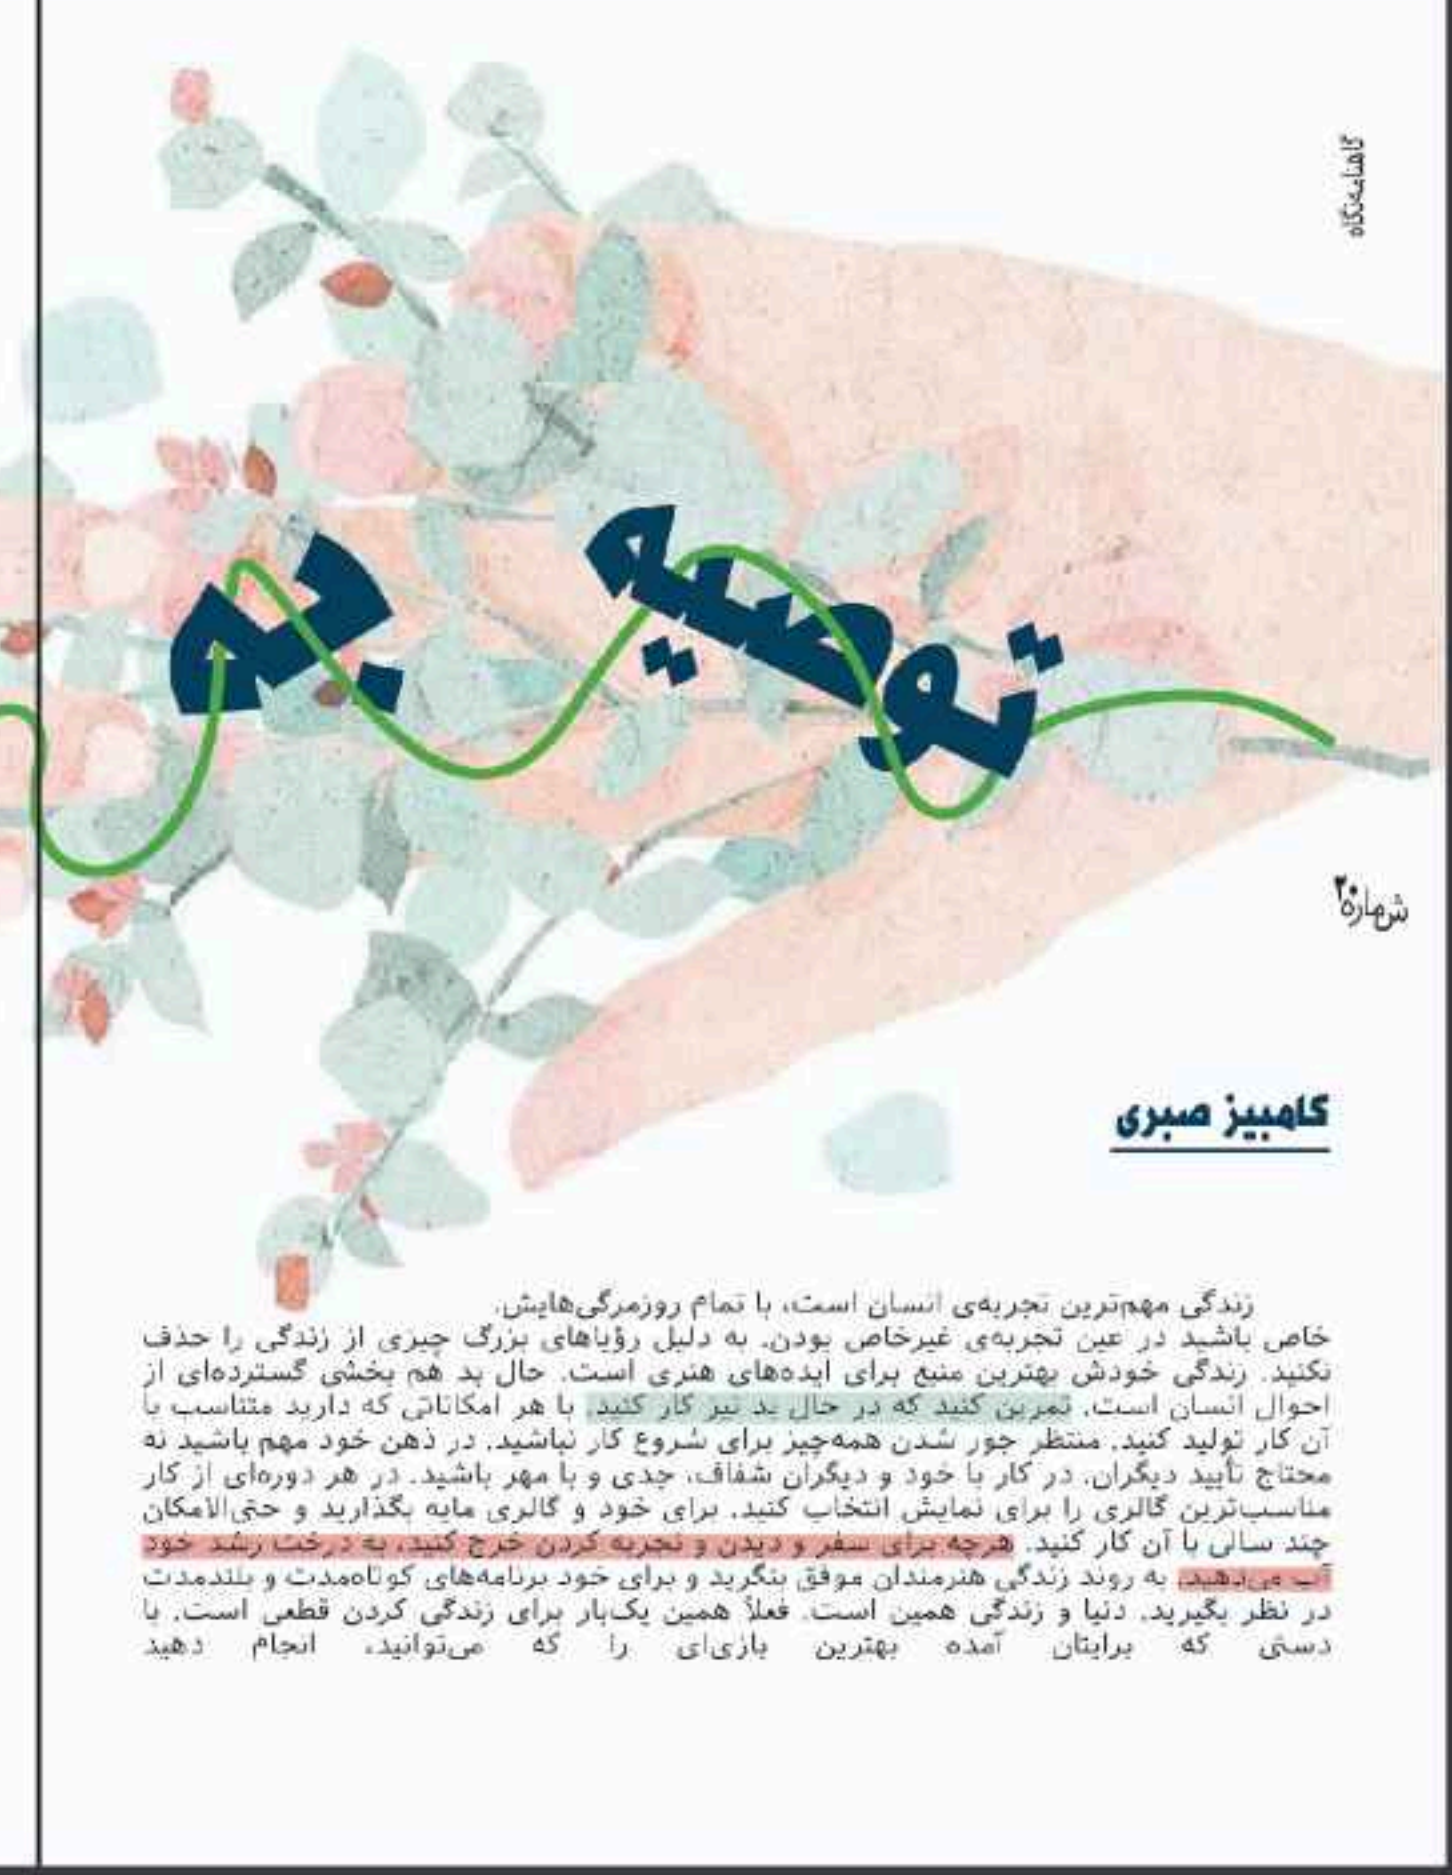 گاهنامه‌نگاه
توصیه به
شماره ۲۰
کامبیز صبری
زندگی مهم‌ترین تجربه‌ی انسان است، با تمام روزمرگی‌هایش.
خاص باشید در عین تجربه‌ی غیرخاص بودن. به دلیل رؤیاهای بزرگ چیزی از زندگی را حذف
نکنید. زندگی خودش بهترین منبع برای ایده‌های هنری است. حال بد هم بخشی گسترده‌ای از
احوال انسان است. تمرین کنید که در حال بد نیز کار کنید. با هر امکاناتی که دارید متناسب با
آن کار تولید کنید. منتظر جور شدن همه‌چیز برای شروع کار نباشید. در ذهن خود مهم باشید نه
محتاج تأیید دیگران. در کار با خود و دیگران شفاف، جدی و با مهر باشید. در هر دوره‌ای از کار
مناسب‌ترین گالری را برای نمایش انتخاب کنید. برای خود و گالری مایه بگذارید و حتی‌الامکان
چند سالی با آن کار کنید. هرچه برای سفر و دیدن و تجربه کردن خرج کنید، به درخت رشد خود
آب می‌دهید. به روند زندگی هنرمندان موفق بنگرید و برای خود برنامه‌های کوتاه‌مدت و بلندمدت
در نظر بگیرید. دنیا و زندگی همین است. فعلاً همین یک‌بار برای زندگی کردن قطعی است. با
دستی که برایتان آمده بهترین بازی‌ای را که می‌توانید، انجام دهید